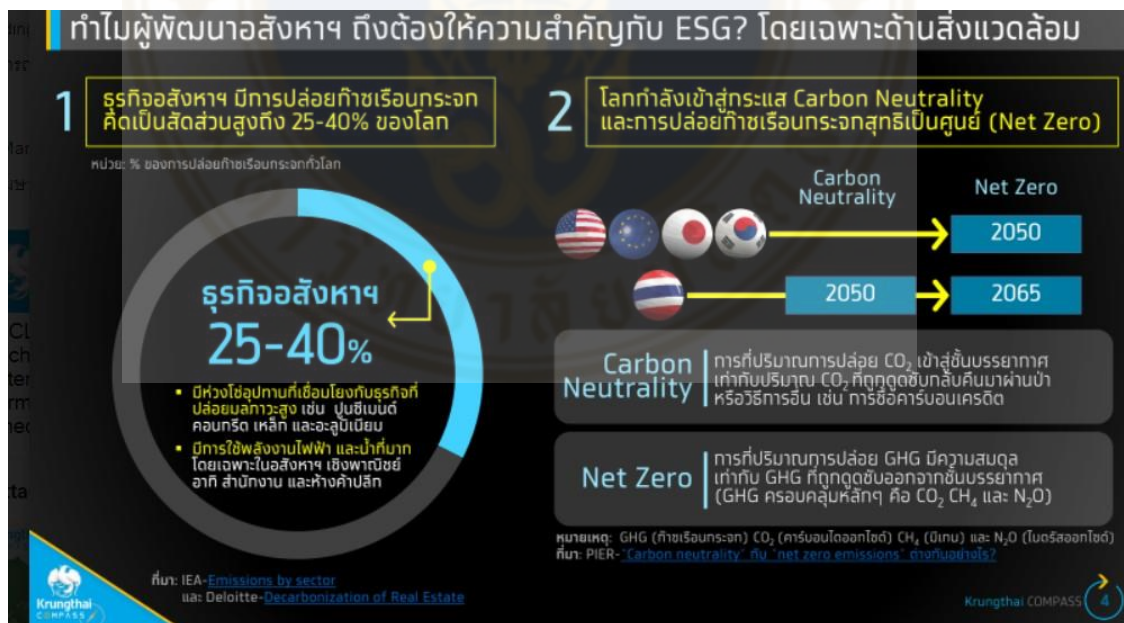 ทำไมผู้พัฒนาอสังหาฯ ถึงต้องให้ความสำคัญกับ ESG? โดยเฉพาะด้านสิ่งแวดล้อม
1
ธุรกิจอสังหาฯ มีการปล่อยก๊าซเรือนกระจก
คิดเป็นสัดส่วนสูงถึง 25-40% ของโลก
หน่วย: % ของการปล่อยก๊าซเรือนกระจกทั่วโลก
ธุรกิจอสังหาฯ
25-40%
▪ มีห่วงโซ่อุปทานที่เชื่อมโยงกับธุรกิจที่
ปล่อยมลภาวะสูง เช่น ปูนซีเมนต์
คอนกรีต เหล็ก และอะลูมิเนียม
▪ มีการใช้พลังงานไฟฟ้า และน้ำที่มาก
โดยเฉพาะในอสังหาฯ เชิงพาณิชย์
อาทิ สำนักงาน และห้างค้าปลีก
ที่มา: IEA-Emissions by sector
และ Deloitte-Decarbonization of Real Estate
Krungthai
COMPASS
2
โลกกำลังเข้าสู่กระแส Carbon Neutrality
และการปล่อยก๊าซเรือนกระจกสุทธิเป็นศูนย์ (Net Zero)
Carbon
Neutrality
Net Zero
2050
2050
2065
Carbon
Neutrality
การที่ปริมาณการปล่อย CO₂ เข้าสู่ชั้นบรรยากาศ
เท่ากับปริมาณ CO₂ ที่ถูกดูดซับกลับคืนมาผ่านป่า
หรือวิธีการอื่น เช่น การซื้อคาร์บอนเครดิต
Net Zero
การที่ปริมาณการปล่อย GHG มีความสมดุล
เท่ากับ GHG ที่ถูกดูดซับออกจากชั้นบรรยากาศ
(GHG ครอบคลุมหลักๆ คือ CO₂ CH₄ และ N₂O)
หมายเหตุ: GHG (ก๊าซเรือนกระจก) CO₂ (คาร์บอนไดออกไซด์) CH₄ (มีเทน) และ N₂O (ไนตรัสออกไซด์)
ที่มา: PIER-"Carbon neutrality" กับ "net zero emissions" ต่างกันอย่างไร?
Krungthai COMPASS 4